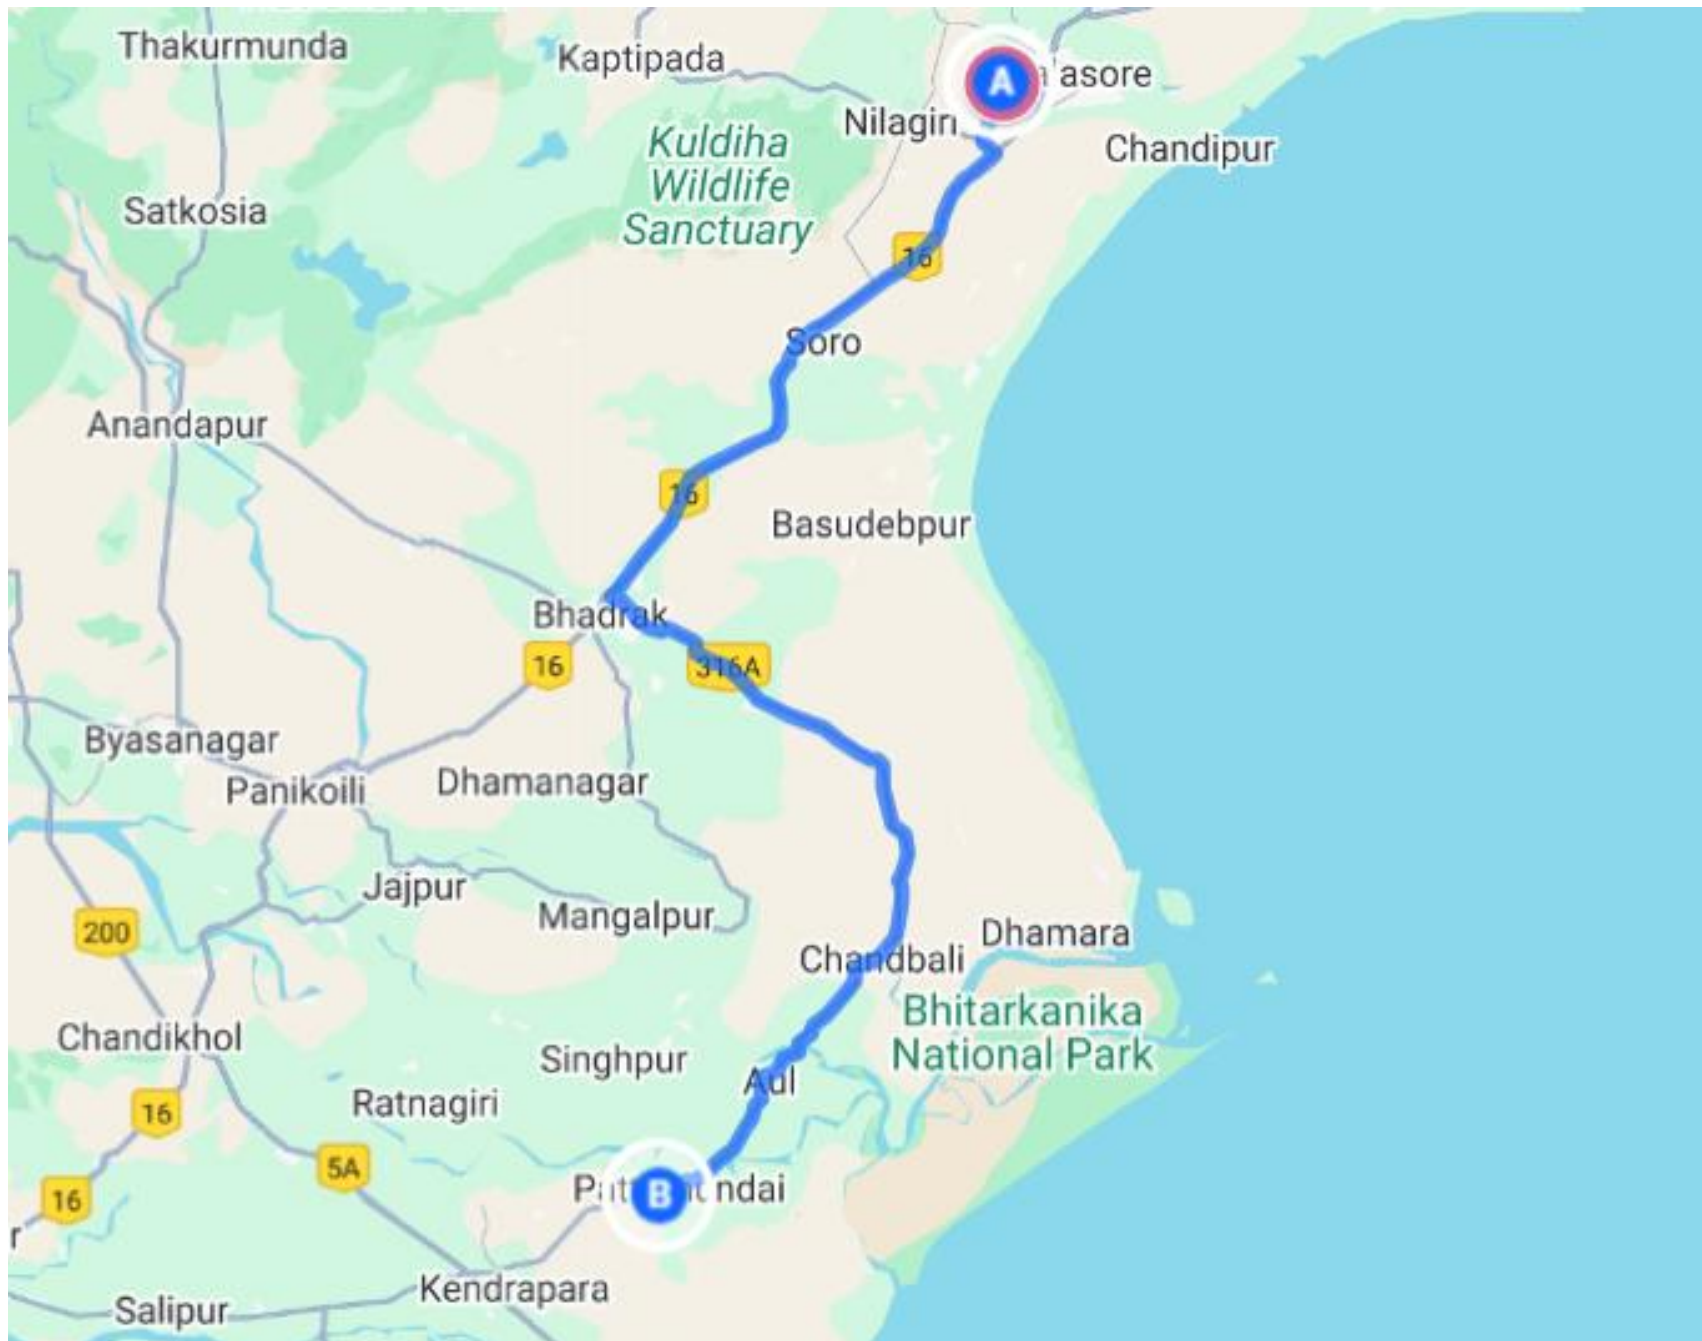 Thakurmunda
Kaptipada
A
asore
Nilagiri
Chandipur
Kuldiha
Wildlife
Sanctuary
Satkosia
16
Soro
Anandapur
16
Basudebpur
Bhadrak
16
316A
Byasanagar
Panikoili
Dhamanagar
Jajpur
Mangalpur
200
Dhamara
Chandbali
Bhitarkanika
National Park
Chandikhol
Singhpur
Aul
Ratnagiri
16
5A
B
ndai
16
r
Kendrapara
Salipur